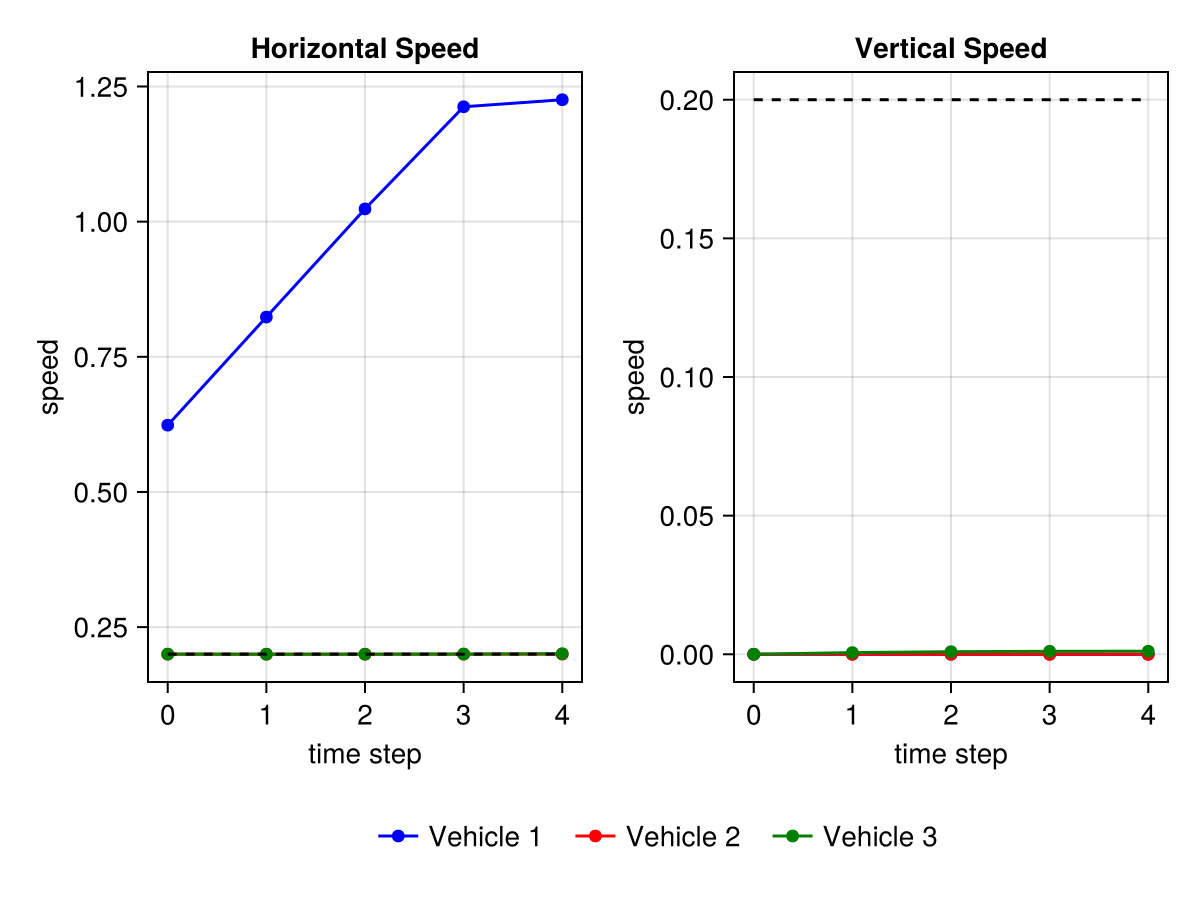 Horizontal Speed
1.25
1.00
0.75
0.50
0.25
speed
0 1 2 3 4
time step
Vertical Speed
0.20
0.15
0.10
0.05
0.00
speed
0 1 2 3 4
time step
Vehicle 1 Vehicle 2 Vehicle 3